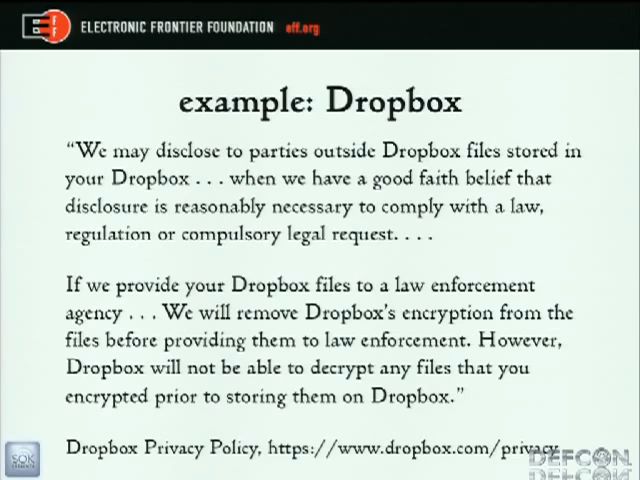 EFF ELECTRONIC FRONTIER FOUNDATION eff.org
example: Dropbox
“We may disclose to parties outside Dropbox files stored in
your Dropbox . . . when we have a good faith belief that
disclosure is reasonably necessary to comply with a law,
regulation or compulsory legal request. . . .
If we provide your Dropbox files to a law enforcement
agency . . . We will remove Dropbox’s encryption from the
files before providing them to law enforcement. However,
Dropbox will not be able to decrypt any files that you
encrypted prior to storing them on Dropbox.”
Dropbox Privacy Policy, https://www.dropbox.com/privacy
SOK
DEFCON